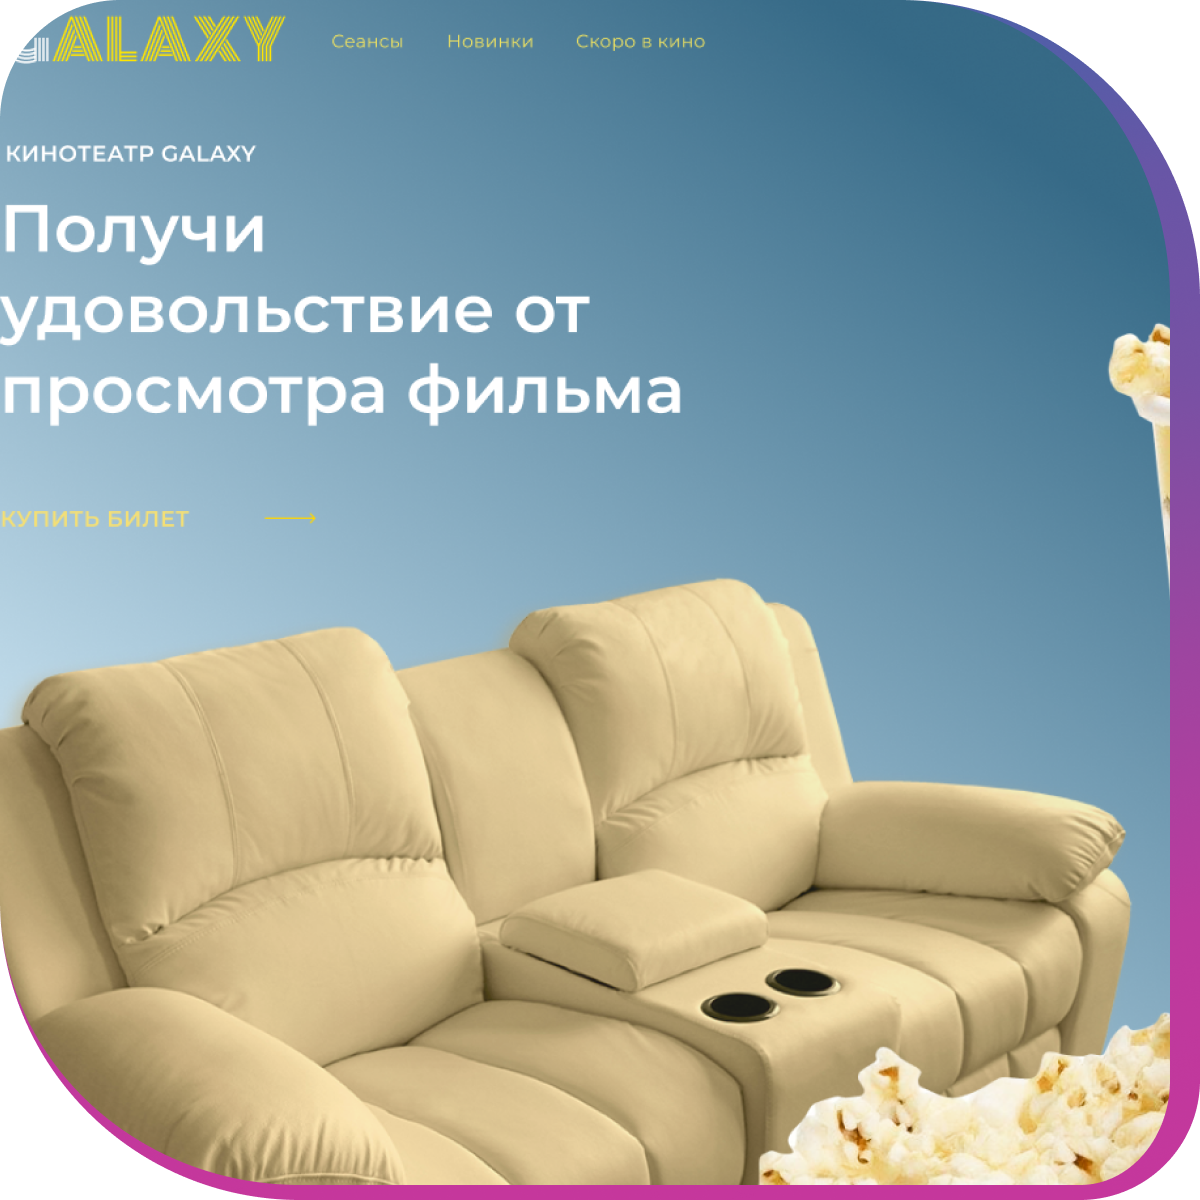 GALAXY Сеансы Новинки Скоро в кино
КИНОТЕАТР GALAXY
Получи
удовольствие от
просмотра фильма
КУПИТЬ БИЛЕТ